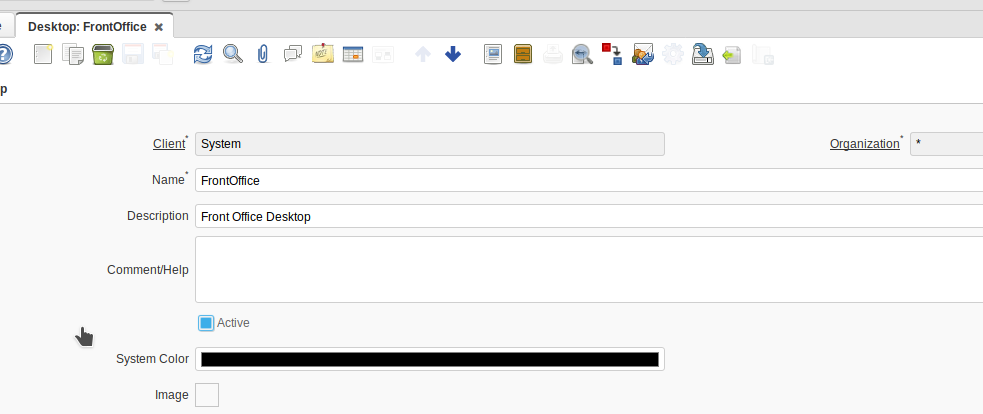 Desktop: FrontOffice
p
Client* System Organization* *
Name* FrontOffice
Description Front Office Desktop
Comment/Help
Active
System Color
Image